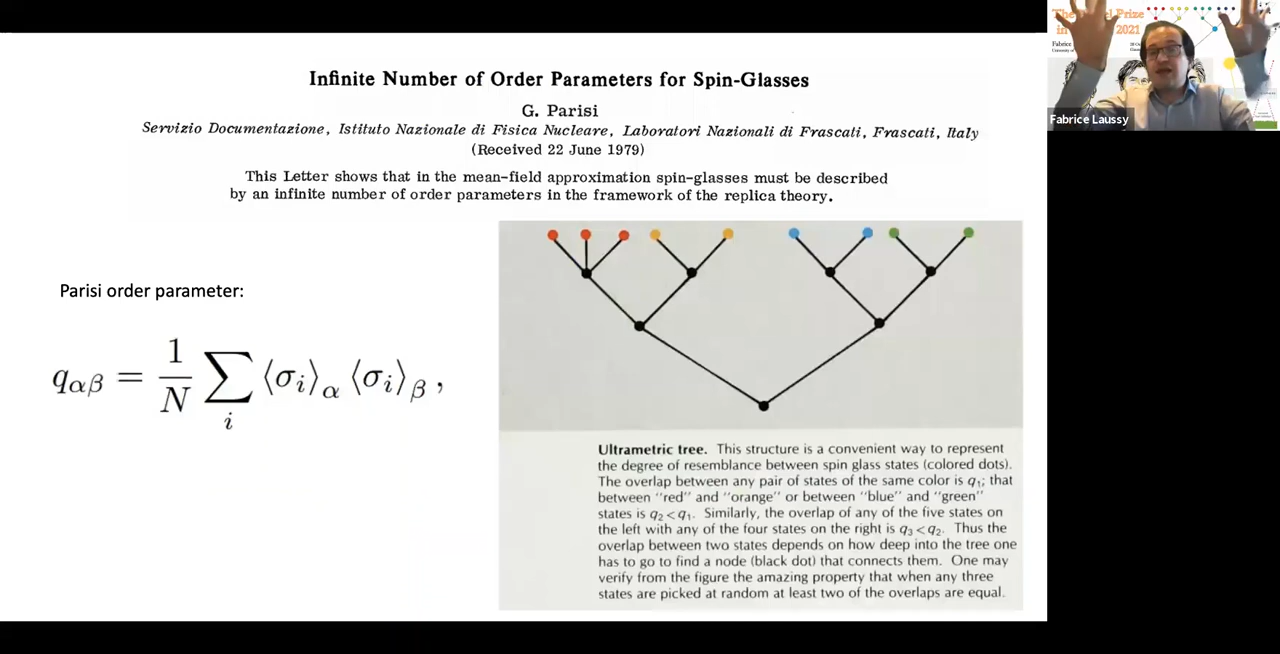 Infinite Number of Order Parameters for Spin-Glasses
G. Parisi
Servizio Documentazione, Istituto Nazionale di Fisica Nucleare, Laboratori Nazionali di Frascati, Frascati, Italy
(Received 22 June 1979)
This Letter shows that in the mean-field approximation spin-glasses must be described
by an infinite number of order parameters in the framework of the replica theory.
Parisi order parameter:
qαβ = 1/N ∑i ⟨σi⟩α ⟨σi⟩β ,
Ultrametric tree. This structure is a convenient way to represent
the degree of resemblance between spin glass states (colored dots).
The overlap between any pair of states of the same color is q₁; that
between "red" and "orange" or between "blue" and "green"
states is q₂<q₁. Similarly, the overlap of any of the five states on
the left with any of the four states on the right is q₃<q₂. Thus the
overlap between two states depends on how deep into the tree one
has to go to find a node (black dot) that connects them. One may
verify from the figure the amazing property that when any three
states are picked at random at least two of the overlaps are equal.
Prize
2021
Fabrice
Fabrice Laussy